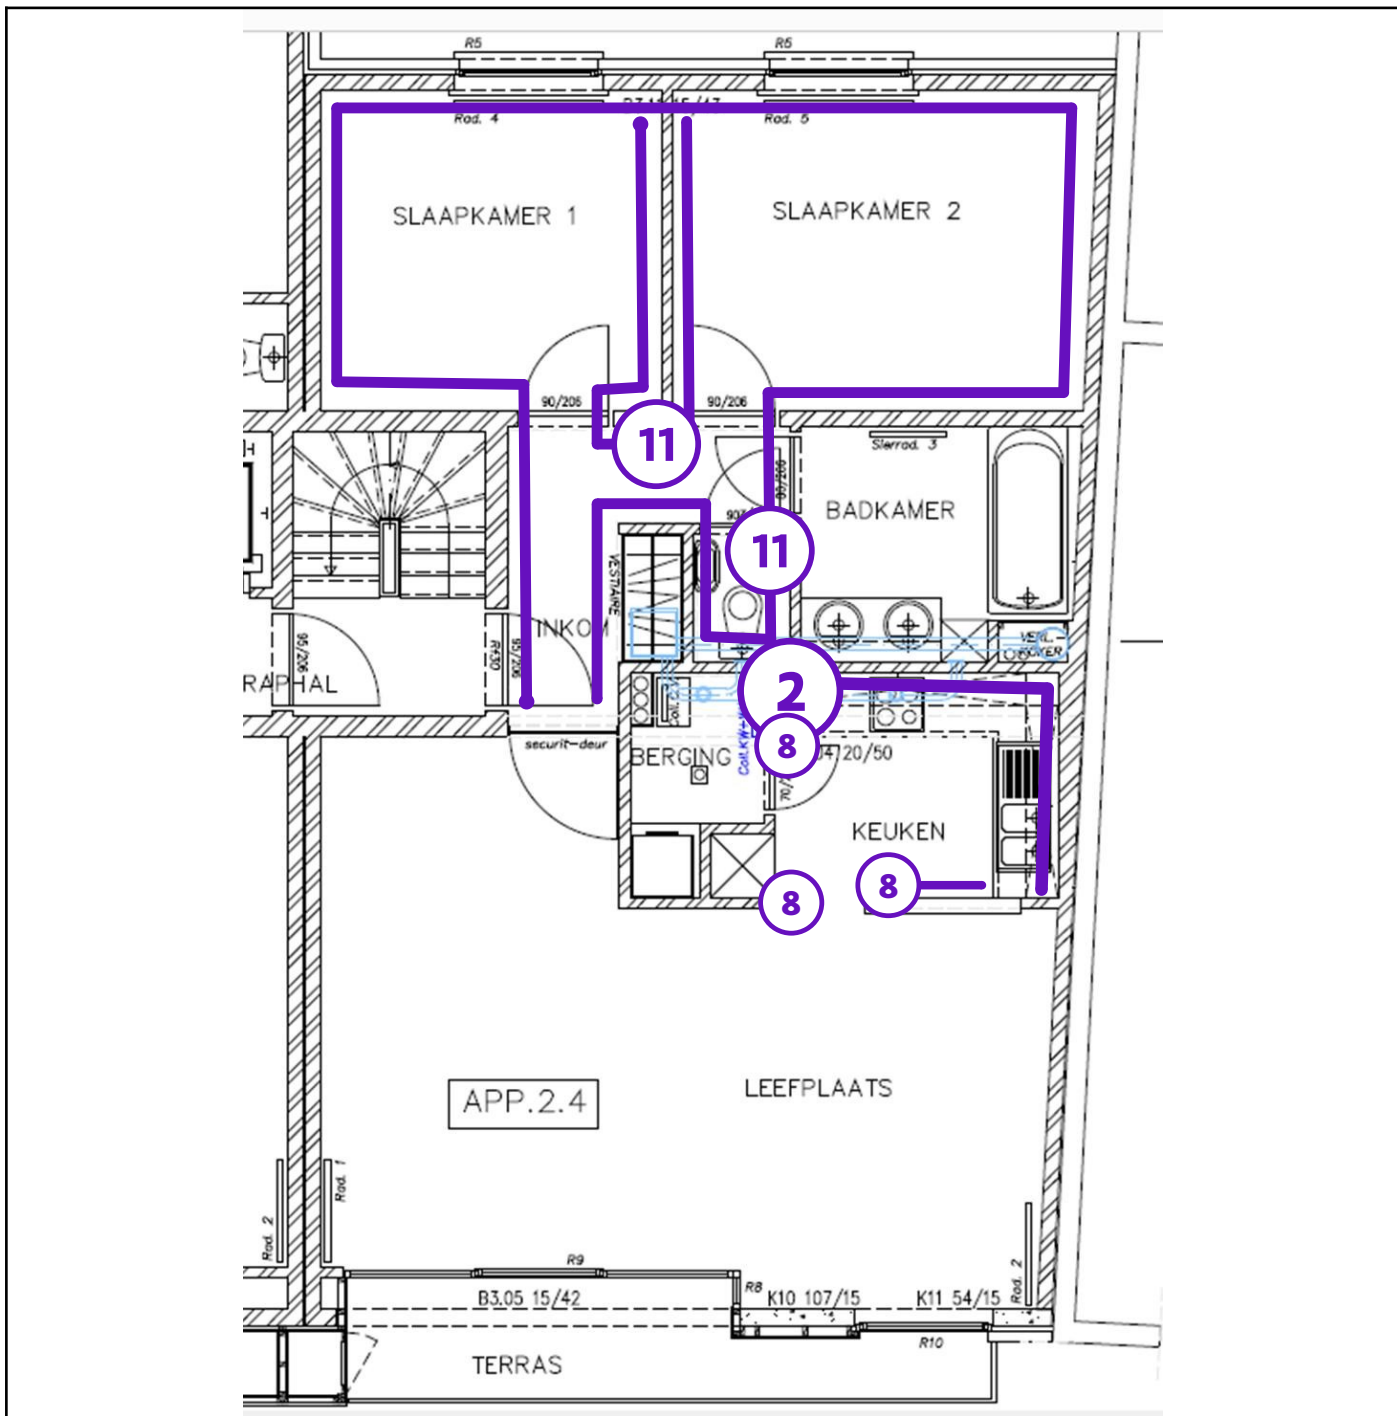 R5
R5
Rad. 4
Rad. 5
SLAAPKAMER 1
SLAAPKAMER 2
90/206
90/206
11
Sierrad. 3
90/206
BADKAMER
11
VESTIAIRE
INKOM
95/206
Rf30
95/206
RAPHAL
2
8
securit-deur
BERGING
20/50
KEUKEN
8
8
APP.2.4
LEEFPLAATS
Rad. 1
Rad. 2
Rad. 2
R9
R8
B3.05 15/42
K10 107/15
K11 54/15
R10
TERRAS